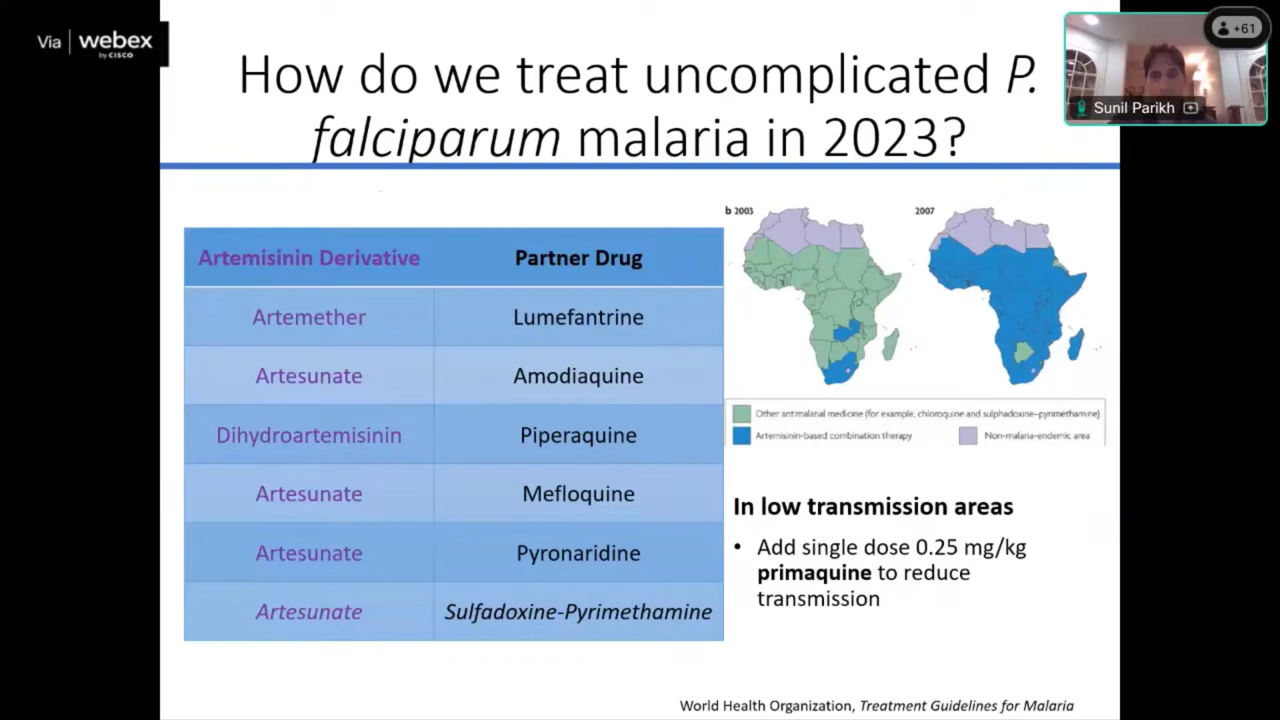 Via webex
by CISCO
+61
Sunil Parikh
How do we treat uncomplicated P.
falciparum malaria in 2023?
Artemisinin Derivative Partner Drug
Artemether Lumefantrine
Artesunate Amodiaquine
Dihydroartemisinin Piperaquine
Artesunate Mefloquine
Artesunate Pyronaridine
Artesunate Sulfadoxine-Pyrimethamine
b 2003 2007
Other antimalarial medicine (for example, chloroquine and sulphadoxine–pyrimethamine)
Artemisinin-based combination therapy Non-malaria-endemic area
In low transmission areas
• Add single dose 0.25 mg/kg
primaquine to reduce
transmission
World Health Organization, Treatment Guidelines for Malaria